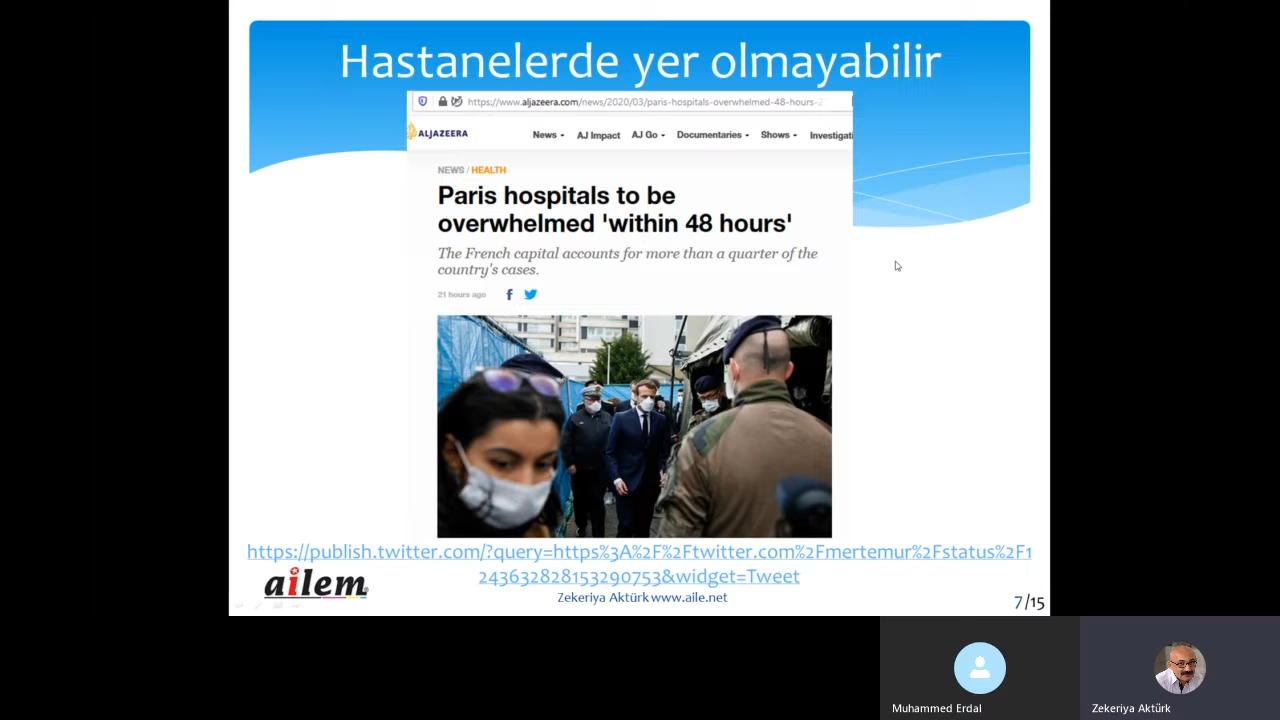 Hastanelerde yer olmayabilir
https://www.aljazeera.com/news/2020/03/paris-hospitals-overwhelmed-48-hours-2
ALJAZEERA
News AJ Impact AJ Go Documentaries Shows Investigati
NEWS / HEALTH
Paris hospitals to be
overwhelmed 'within 48 hours'
The French capital accounts for more than a quarter of the
country's cases.
21 hours ago
https://publish.twitter.com/?query=https%3A%2F%2Ftwitter.com%2Fmertemur%2Fstatus%2F1
243632828153290753&widget=Tweet
ailem
Zekeriya Aktürk www.aile.net
7/15
Muhammed Erdal
Zekeriya Aktürk